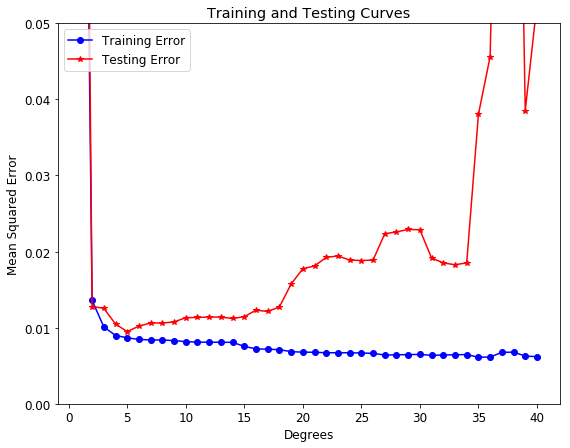 Training and Testing Curves
Training Error
Testing Error
Mean Squared Error
0.05
0.04
0.03
0.02
0.01
0.00
0 5 10 15 20 25 30 35 40
Degrees